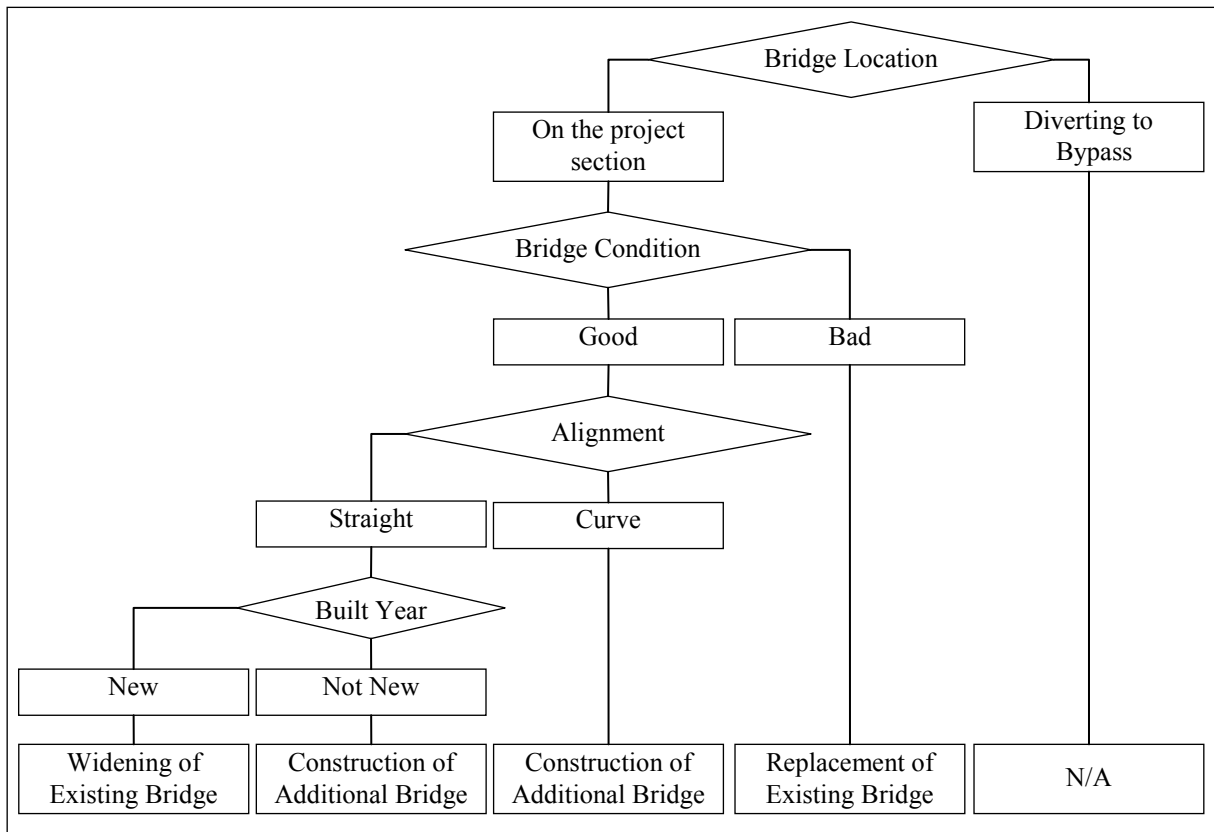 Bridge Location
On the project
section
Diverting to
Bypass
Bridge Condition
Good
Bad
Alignment
Straight
Curve
Built Year
New
Not New
Widening of
Existing Bridge
Construction of
Additional Bridge
Construction of
Additional Bridge
Replacement of
Existing Bridge
N/A